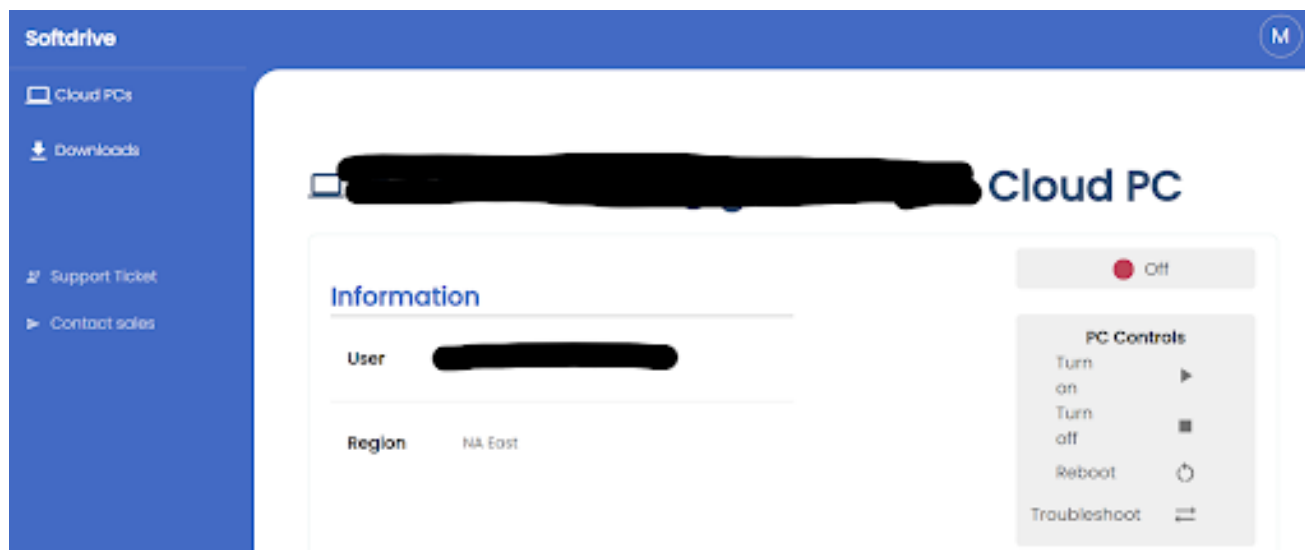 Softdrive
M
Cloud PCs
Downloads
Support Ticket
Contact sales
Cloud PC
Off
Information
User
Region NA East
PC Controls
Turn
on
Turn
off
Reboot
Troubleshoot